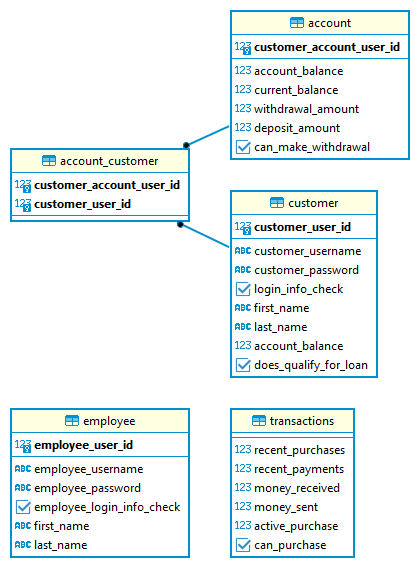 account
123 customer_account_user_id
123 account_balance
123 current_balance
123 withdrawal_amount
123 deposit_amount
can_make_withdrawal
account_customer
123 customer_account_user_id
123 customer_user_id
customer
123 customer_user_id
ABC customer_username
ABC customer_password
login_info_check
ABC first_name
ABC last_name
123 account_balance
does_qualify_for_loan
employee
123 employee_user_id
ABC employee_username
ABC employee_password
employee_login_info_check
ABC first_name
ABC last_name
transactions
123 recent_purchases
123 recent_payments
123 money_received
123 money_sent
123 active_purchase
can_purchase